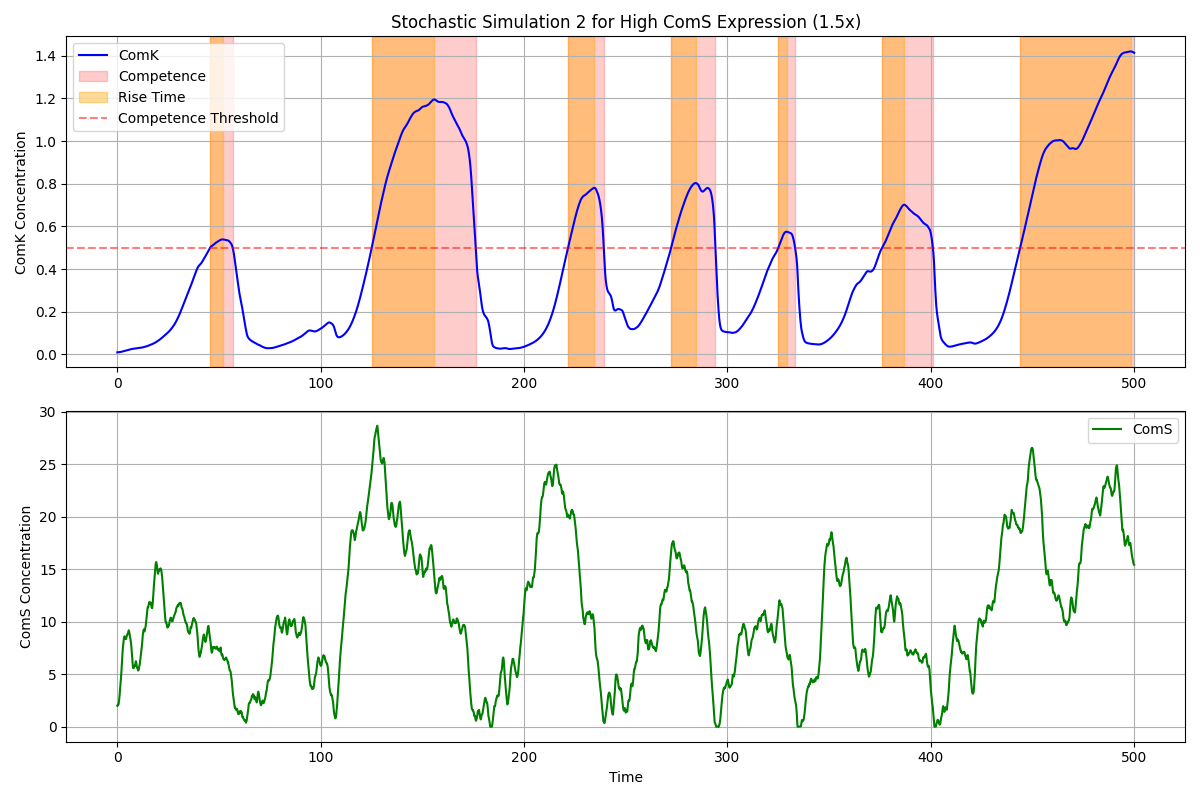 Stochastic Simulation 2 for High ComS Expression (1.5x)
ComK Concentration
1.4
1.2
1.0
0.8
0.6
0.4
0.2
0.0
ComK
Competence
Rise Time
Competence Threshold
0 100 200 300 400 500
ComS Concentration
30
25
20
15
10
5
0
ComS
0 100 200 300 400 500
Time